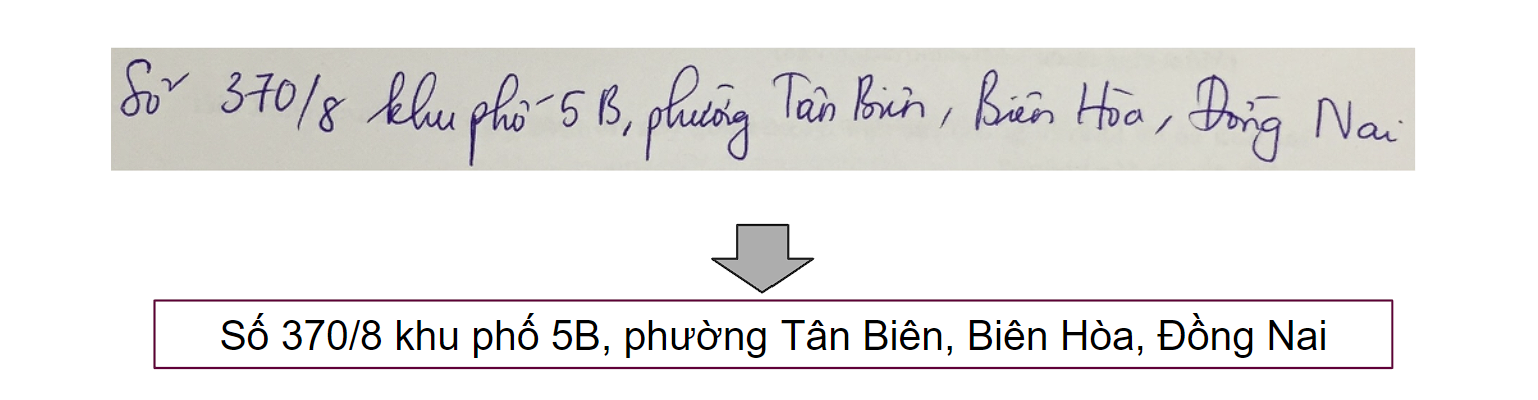 Số 370/8 khu phố 5B, phường Tân Biên, Biên Hòa, Đồng Nai
Số 370/8 khu phố 5B, phường Tân Biên, Biên Hòa, Đồng Nai